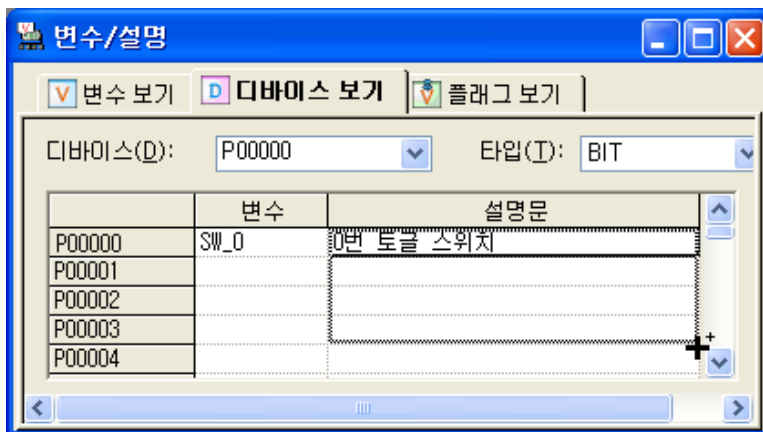 변수/설명
V 변수 보기 D 디바이스 보기 V 플래그 보기
디바이스(D): P00000 타입(T): BIT
변수 설명문
P00000 SW_0 0번 토글 스위치
P00001
P00002
P00003
P00004